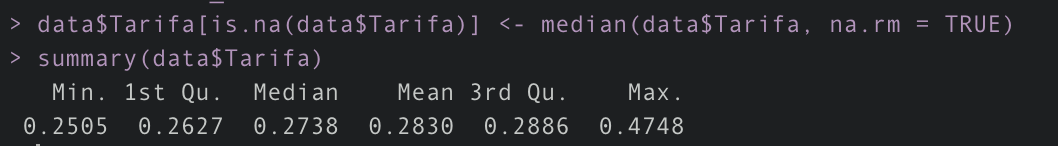 > data$Tarifa[is.na(data$Tarifa)] <- median(data$Tarifa, na.rm = TRUE)
> summary(data$Tarifa)
   Min. 1st Qu.  Median    Mean 3rd Qu.    Max.
 0.2505  0.2627  0.2738  0.2830  0.2886  0.4748